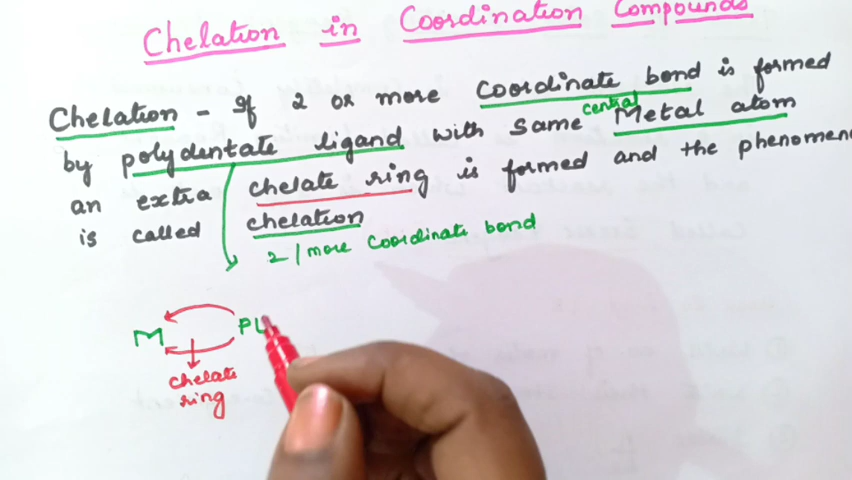 Chelation in Coordination Compounds
Chelation - If 2 or more coordinate bond is formed
central
by polydentate ligand with same Metal atom
an extra chelate ring is formed and the
is called chelation
2 / more coordinate bond
M PL
chelate
ring